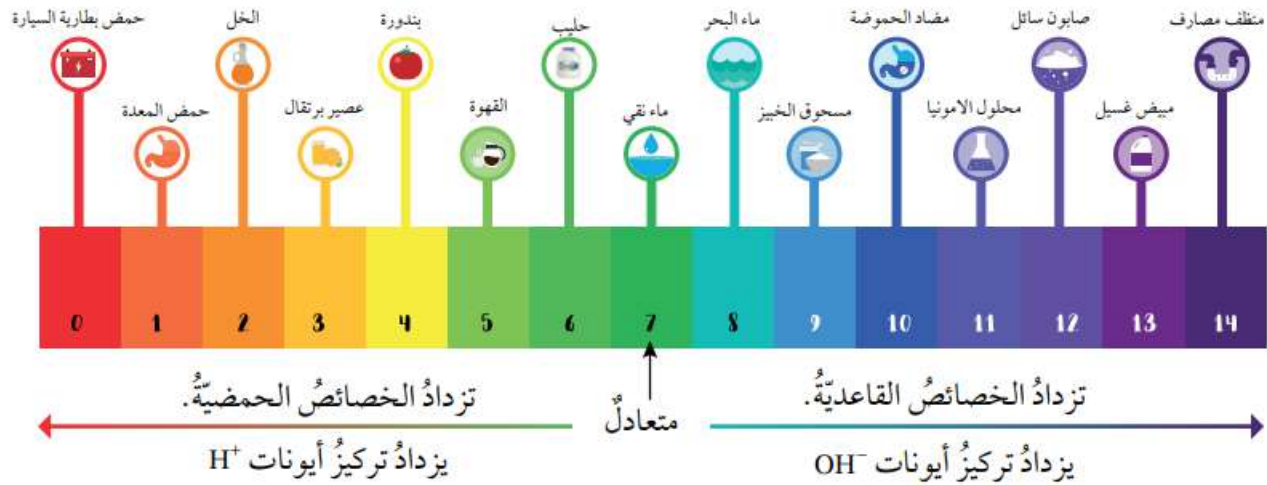 حمض بطارية السيارة
الخل
بندورة
حليب
ماء البحر
مضاد الحموضة
صابون سائل
منظف مصارف
حمض المعدة
عصير برتقال
القهوة
ماء نقي
مسحوق الخبيز
محلول الامونيا
مبيض غسيل
0 1 2 3 4 5 6 7 8 9 10 11 12 13 14
تزدادُ الخصائصُ الحمضيّةُ.
متعادلٌ
تزدادُ الخصائصُ القاعديّةُ.
يزدادُ تركيزُ أيونات H⁺
يزدادُ تركيزُ أيونات OH⁻